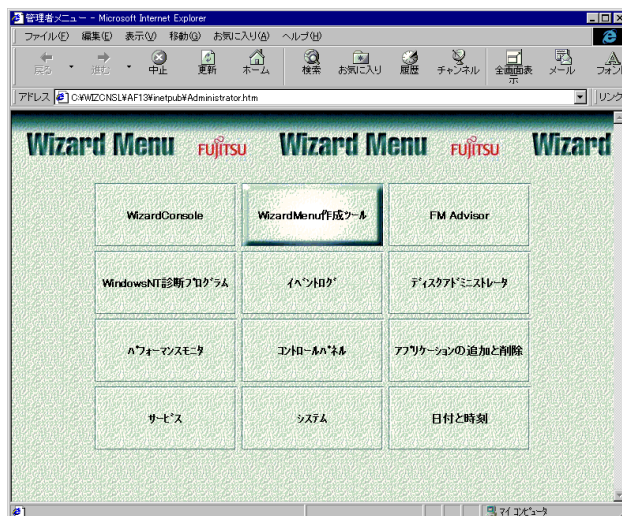 管理者メニュー - Microsoft Internet Explorer
ファイル(F) 編集(E) 表示(V) 移動(G) お気に入り(A) ヘルプ(H)
戻る 進む 中止 更新 ホーム 検索 お気に入り 履歴 チャンネル 全画面表示 メール フォン
アドレス C:¥WIZCNSL¥AF13¥inetpub¥Administrator.htm リンク
Wizard Menu FUJITSU Wizard Menu FUJITSU Wizard
WizardConsole WizardMenu作成ツール FM Advisor
WindowsNT診断プログラム イベントログ ディスクアドミニストレータ
パフォーマンスモニタ コントロールパネル アプリケーションの追加と削除
サービス システム 日付と時刻
マイ コンピュータ